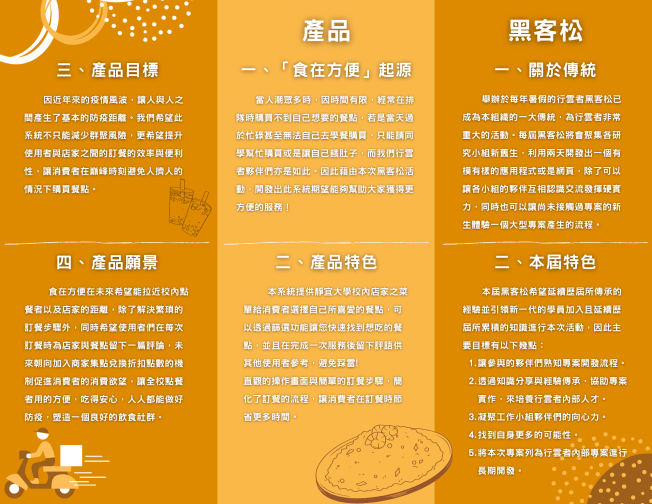 三、產品目標
因近年來的疫情風波，讓人與人之
間產生了基本的防疫距離。我們希望此
系統不只能減少群聚風險，更希望提升
使用者與店家之間的訂餐的效率與便利
性，讓消費者在巔峰時刻避免人擠人的
情況下購買餐點。
四、產品願景
食在方便在未來希望能拉近校內點
餐者以及店家的距離，除了解決繁瑣的
訂餐步驟外，同時希望使用者們在每次
訂餐時為店家與餐點留下一篇評論，未
來朝向加入商家集點兌換折扣點數的機
制促進消費者的消費欲望，讓全校點餐
者用的方便，吃得安心，人人都能做好
防疫，塑造一個良好的飲食社群。
產品
一、「食在方便」起源
當人潮眾多時，因時間有限，經常在排
隊時購買不到自己想要的餐點，若是當天過
於忙碌甚至無法自己去學餐購買，只能請同
學幫忙購買或是讓自己餓肚子，而我們行雲
者夥伴們亦是如此。因此藉由本次黑客松活
動，開發出此系統期望能夠幫助大家獲得更
方便的服務！
二、產品特色
本系統提供靜宜大學校內店家之菜
單給消費者選擇自己所喜愛的餐點，可
以透過篩選功能讓您快速找到想吃的餐
點，並且在完成一次服務後留下評語供
其他使用者參考，避免踩雷!
直觀的操作畫面與簡單的訂餐步驟，簡
化了訂餐的流程，讓消費者在訂餐時節
省更多時間。
黑客松
一、關於傳統
舉辦於每年暑假的行雲者黑客松已
成為本組織的一大傳統，為行雲者非常
重大的活動。每屆黑客松將會聚集各研
究小組新舊生，利用兩天開發出一個有
模有樣的應用程式或是網頁，除了可以
讓各小組的夥伴互相認識交流發揮硬實
力，同時也可以讓尚未接觸過專案的新
生體驗一個大型專案產生的流程。
二、本屆特色
本屆黑客松希望延續歷屆所傳承的
經驗並引領新一代的學員加入且延續歷
屆所累積的知識進行本次活動，因此主
要目標有以下幾點：
1.讓參與的夥伴們熟知專案開發流程。
2.透過知識分享與經驗傳承，協助專案
實作，來培養行雲者內部人才。
3.凝聚工作小組夥伴們的向心力。
4.找到自身更多的可能性。
5.將本次專案列為行雲者內部專案進行
長期開發。